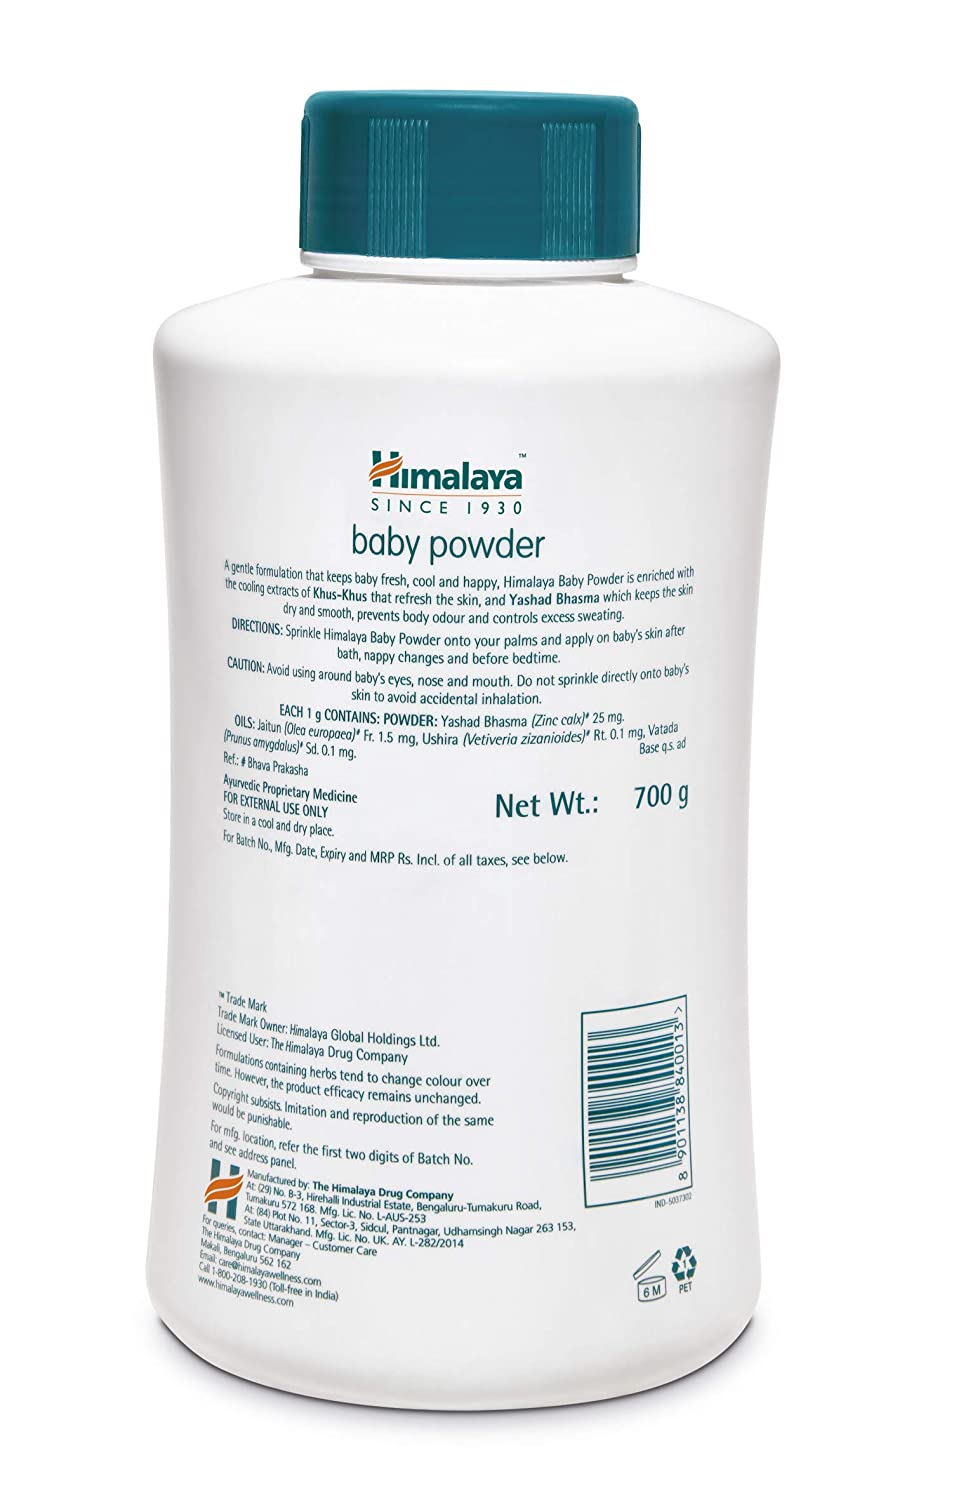 Himalaya™
SINCE 1930
baby powder
A gentle formulation that keeps baby fresh, cool and happy, Himalaya Baby Powder is enriched with
the cooling extracts of Khus-Khus that refresh the skin, and Yashad Bhasma which keeps the skin
dry and smooth, prevents body odour and controls excess sweating.
DIRECTIONS: Sprinkle Himalaya Baby Powder onto your palms and apply on baby's skin after
bath, nappy changes and before bedtime.
CAUTION: Avoid using around baby's eyes, nose and mouth. Do not sprinkle directly onto baby's
skin to avoid accidental inhalation.
EACH 1 g CONTAINS: POWDER: Yashad Bhasma (Zinc calx)# 25 mg.
OILS: Jaitun (Olea europaea)# Fr. 1.5 mg, Ushira (Vetiveria zizanioides)# Rt. 0.1 mg, Vatada
(Prunus amygdalus)# Sd. 0.1 mg.
Base q.s. ad
Ref.: # Bhava Prakasha
Ayurvedic Proprietary Medicine
FOR EXTERNAL USE ONLY
Store in a cool and dry place.
Net Wt.: 700 g
For Batch No., Mfg. Date, Expiry and MRP Rs. Incl. of all taxes, see below.
™ Trade Mark
Trade Mark Owner: Himalaya Global Holdings Ltd.
Licensed User: The Himalaya Drug Company
Formulations containing herbs tend to change colour over
time. However, the product efficacy remains unchanged.
Copyright subsists. Imitation and reproduction of the same
would be punishable.
For mfg. location, refer the first two digits of Batch No.
and see address panel.
Manufactured by: The Himalaya Drug Company
At: (29) No. B-3, Hirehalli Industrial Estate, Bengaluru-Tumakuru Road,
Tumakuru 572 168. Mfg. Lic. No. L-AUS-253
At: (84) Plot No. 11, Sector-3, Sidcul, Pantnagar, Udhamsingh Nagar 263 153,
State Uttarakhand. Mfg. Lic. No. UK. AY. L-282/2014
For queries, contact: Manager – Customer Care
The Himalaya Drug Company
Makali, Bengaluru 562 162
Email: care@himalayawellness.com
Call 1-800-208-1930 (Toll-free in India)
www.himalayawellness.com
8 901138 840013 >
IND-5037302
6 M
1
PET